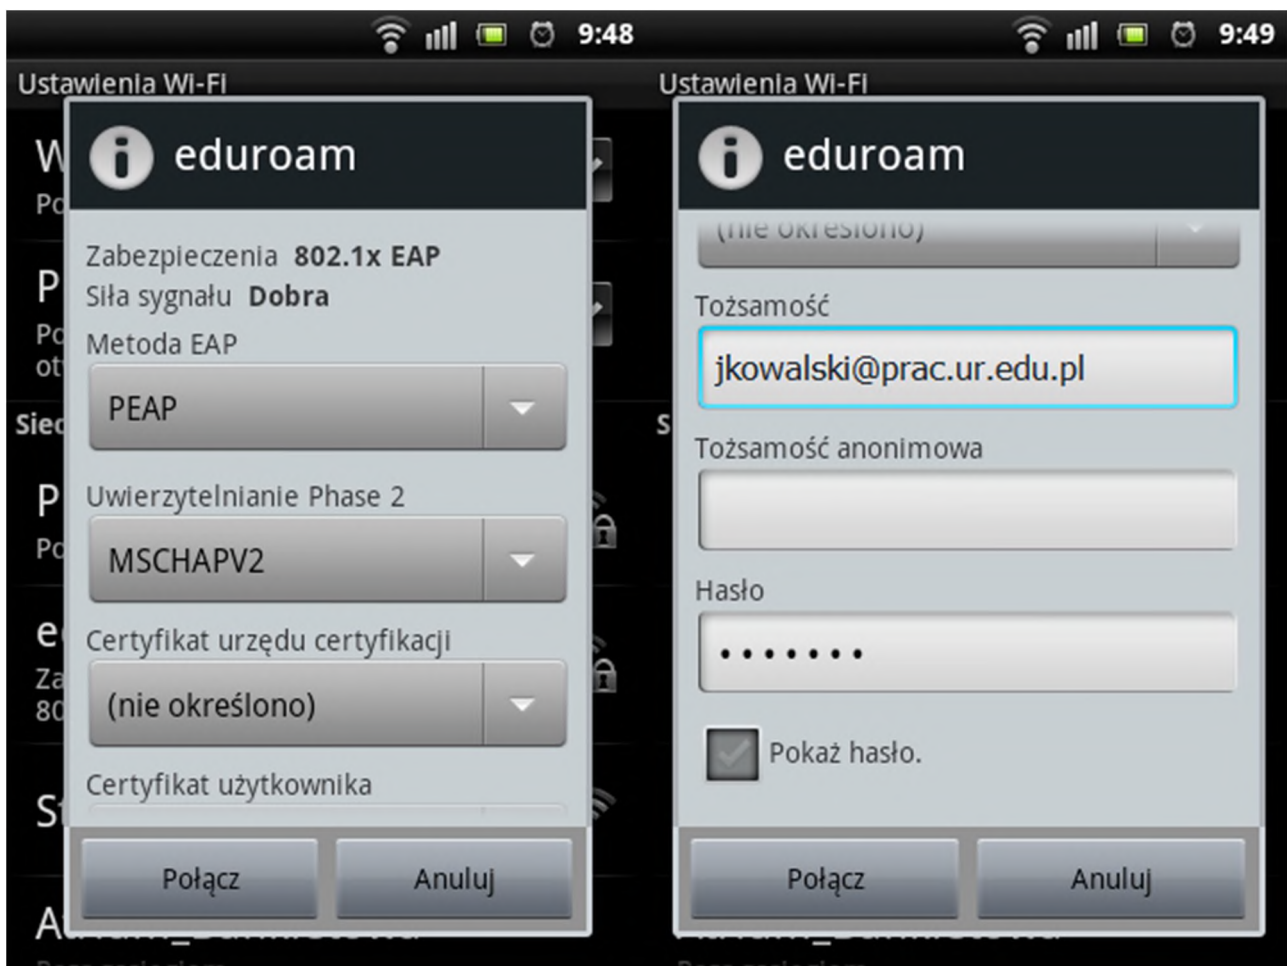 9:48
Ustawienia Wi-Fi
eduroam
Zabezpieczenia 802.1x EAP
Siła sygnału Dobra
Metoda EAP
PEAP
Uwierzytelnianie Phase 2
MSCHAPV2
Certyfikat urzędu certyfikacji
(nie określono)
Certyfikat użytkownika
Połącz Anuluj
9:49
Ustawienia Wi-Fi
eduroam
(nie określono)
Tożsamość
jkowalski@prac.ur.edu.pl
Tożsamość anonimowa
Hasło
•••••••
Pokaż hasło.
Połącz Anuluj